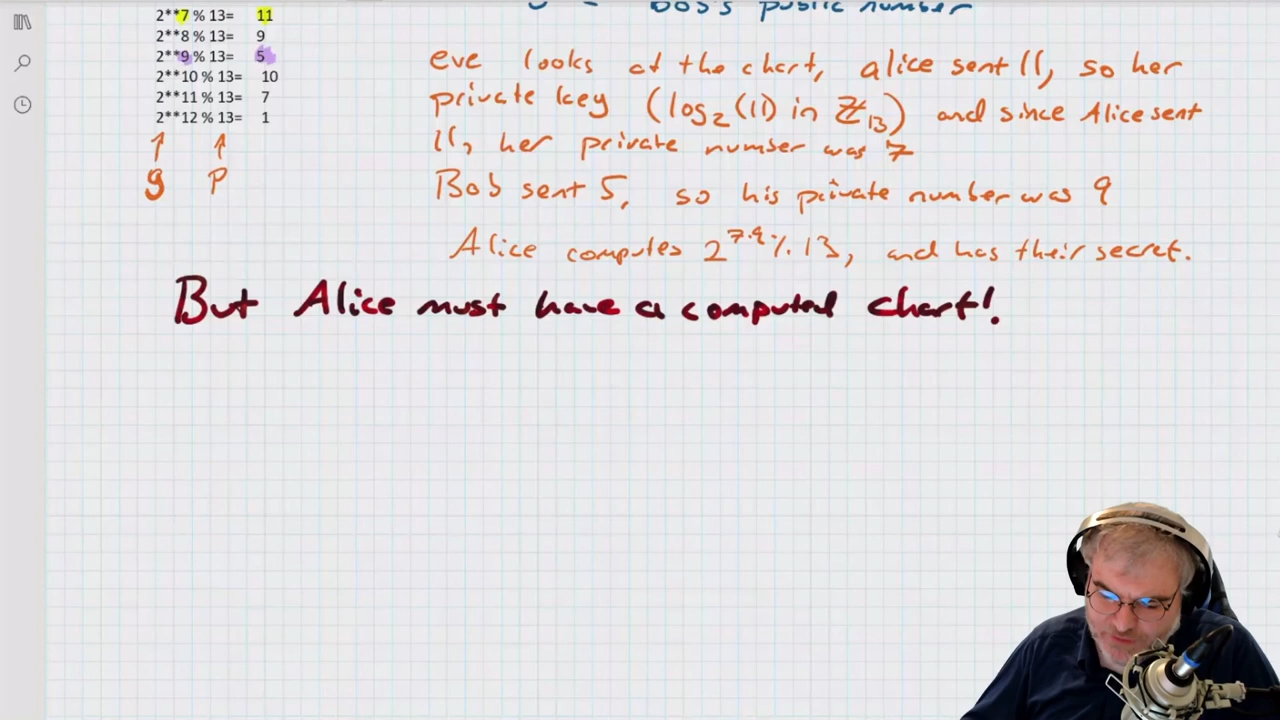 Bob's public number
2**7 % 13= 11
2**8 % 13= 9
2**9 % 13= 5
2**10 % 13= 10
2**11 % 13= 7
2**12 % 13= 1
g p
eve looks at the chart, alice sent 11, so her
private key (log₂(11) in ℤ₁₃) and since Alice sent
11, her private number was 7
Bob sent 5, so his private number was 9
Alice computes 2^7·9 % 13, and has their secret.
But Alice must have a computed chart!